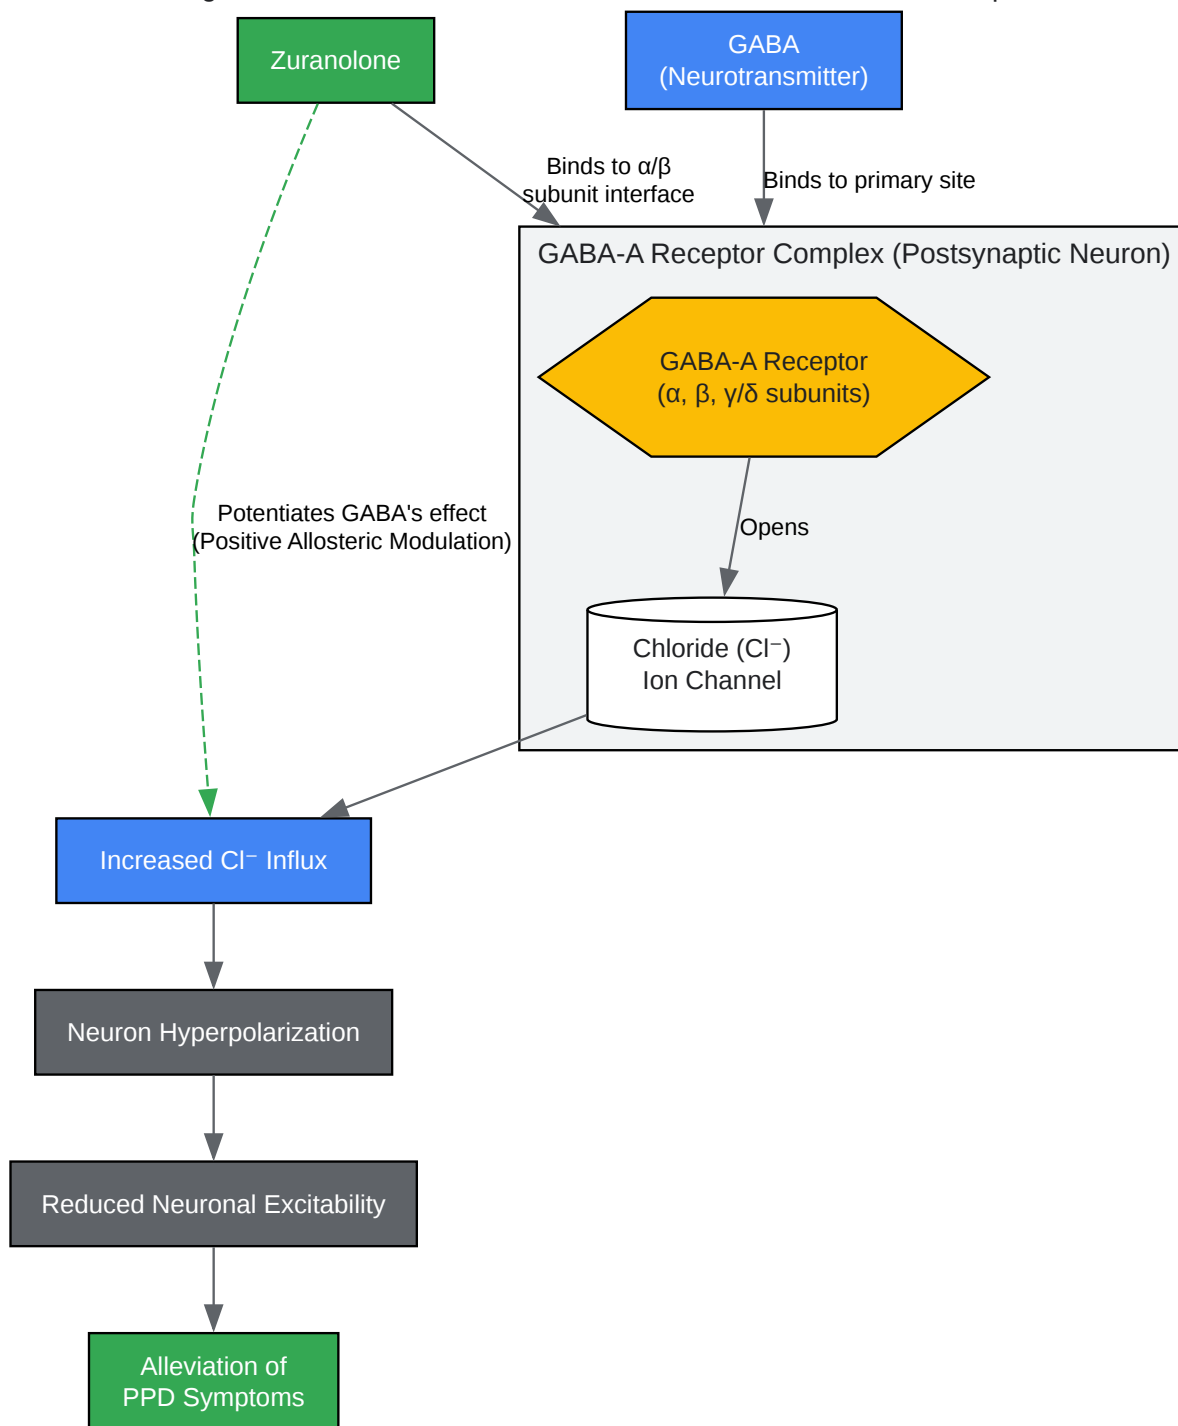 Zuranolone
GABA
(Neurotransmitter)
Binds to α/β
subunit interface
Binds to primary site
GABA-A Receptor Complex (Postsynaptic Neuron)
GABA-A Receptor
(α, β, γ/δ subunits)
Potentiates GABA's effect
(Positive Allosteric Modulation)
Opens
Chloride (Cl⁻)
Ion Channel
Increased Cl⁻ Influx
Neuron Hyperpolarization
Reduced Neuronal Excitability
Alleviation of
PPD Symptoms